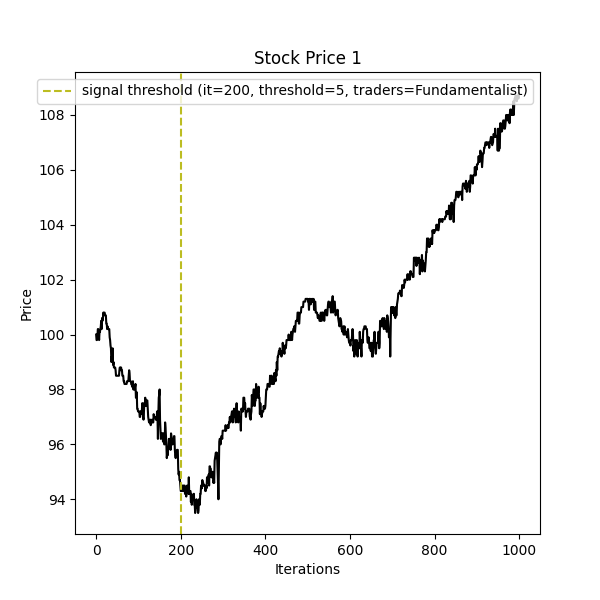 Stock Price 1
signal threshold (it=200, threshold=5, traders=Fundamentalist)
108
106
104
102
100
98
96
94
Price
0 200 400 600 800 1000
Iterations